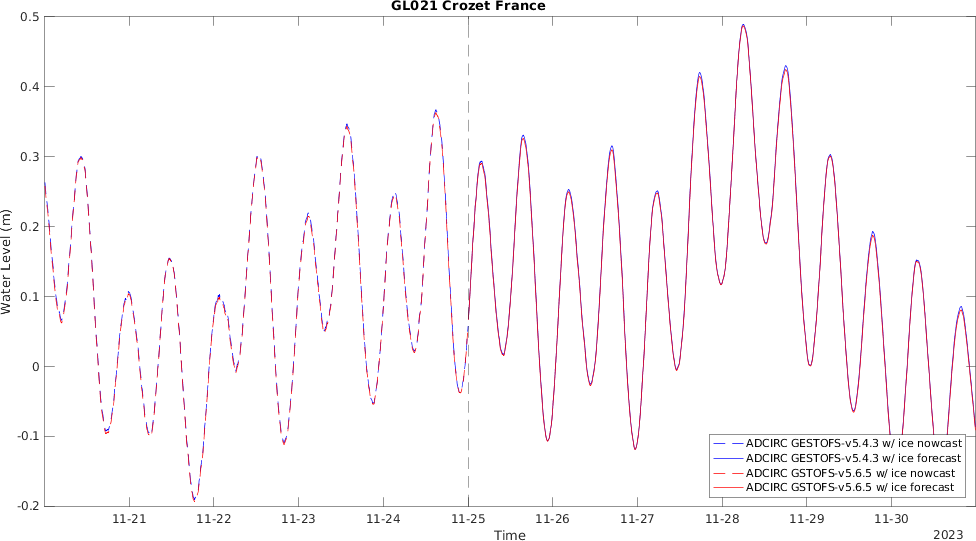 GL021 Crozet France
0.5
0.4
0.3
0.2
0.1
0
-0.1
-0.2
Water Level (m)
11-21
11-22
11-23
11-24
11-25
11-26
11-27
11-28
11-29
11-30
Time
2023
ADCIRC GESTOFS-v5.4.3 w/ ice nowcast
ADCIRC GESTOFS-v5.4.3 w/ ice forecast
ADCIRC GSTOFS-v5.6.5 w/ ice nowcast
ADCIRC GSTOFS-v5.6.5 w/ ice forecast